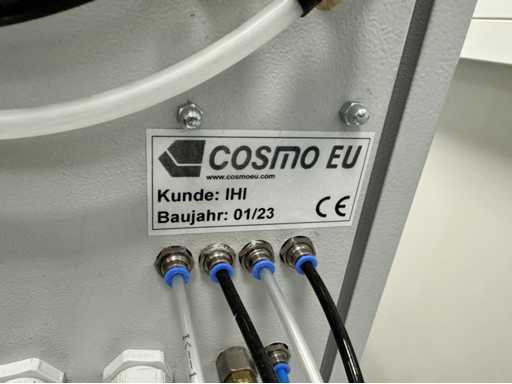 COSMO EU
www.cosmoeu.com
Kunde: IHI
Baujahr: 01/23
CE